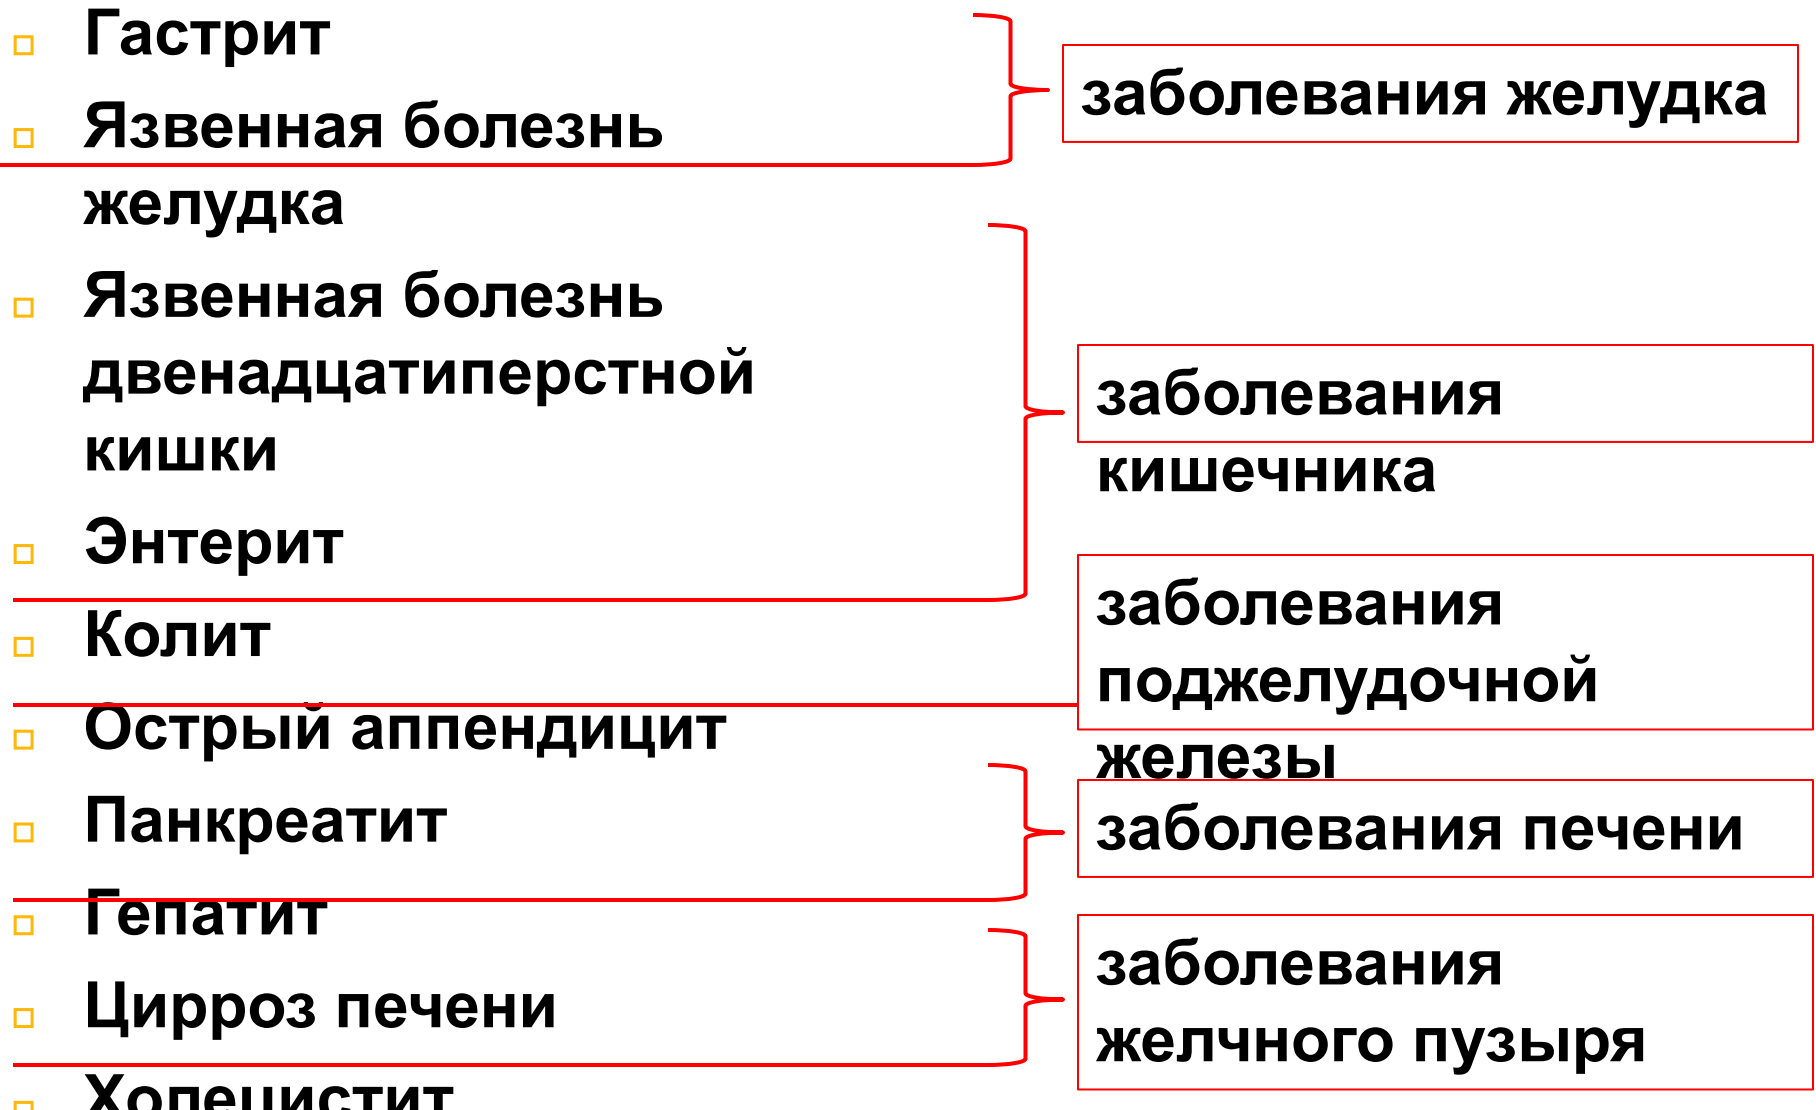 Гастрит
Язвенная болезнь
желудка
Язвенная болезнь
двенадцатиперстной
кишки
Энтерит
Колит
Острый аппендицит
Панкреатит
Гепатит
Цирроз печени
Холецистит
заболевания желудка
заболевания
кишечника
заболевания
поджелудочной
железы
заболевания печени
заболевания
желчного пузыря